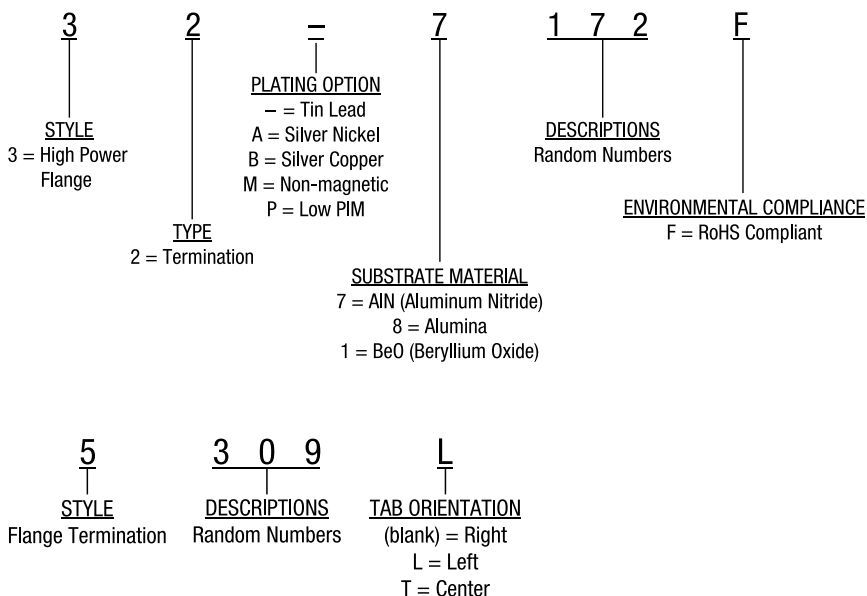 3 2 – 7 1 7 2 F
PLATING OPTION
– = Tin Lead
A = Silver Nickel
B = Silver Copper
M = Non-magnetic
P = Low PIM
STYLE
3 = High Power
Flange
DESCRIPTIONS
Random Numbers
TYPE
2 = Termination
ENVIRONMENTAL COMPLIANCE
F = RoHS Compliant
SUBSTRATE MATERIAL
7 = AlN (Aluminum Nitride)
8 = Alumina
1 = BeO (Beryllium Oxide)
5 3 0 9 L
STYLE
Flange Termination
DESCRIPTIONS
Random Numbers
TAB ORIENTATION
(blank) = Right
L = Left
T = Center